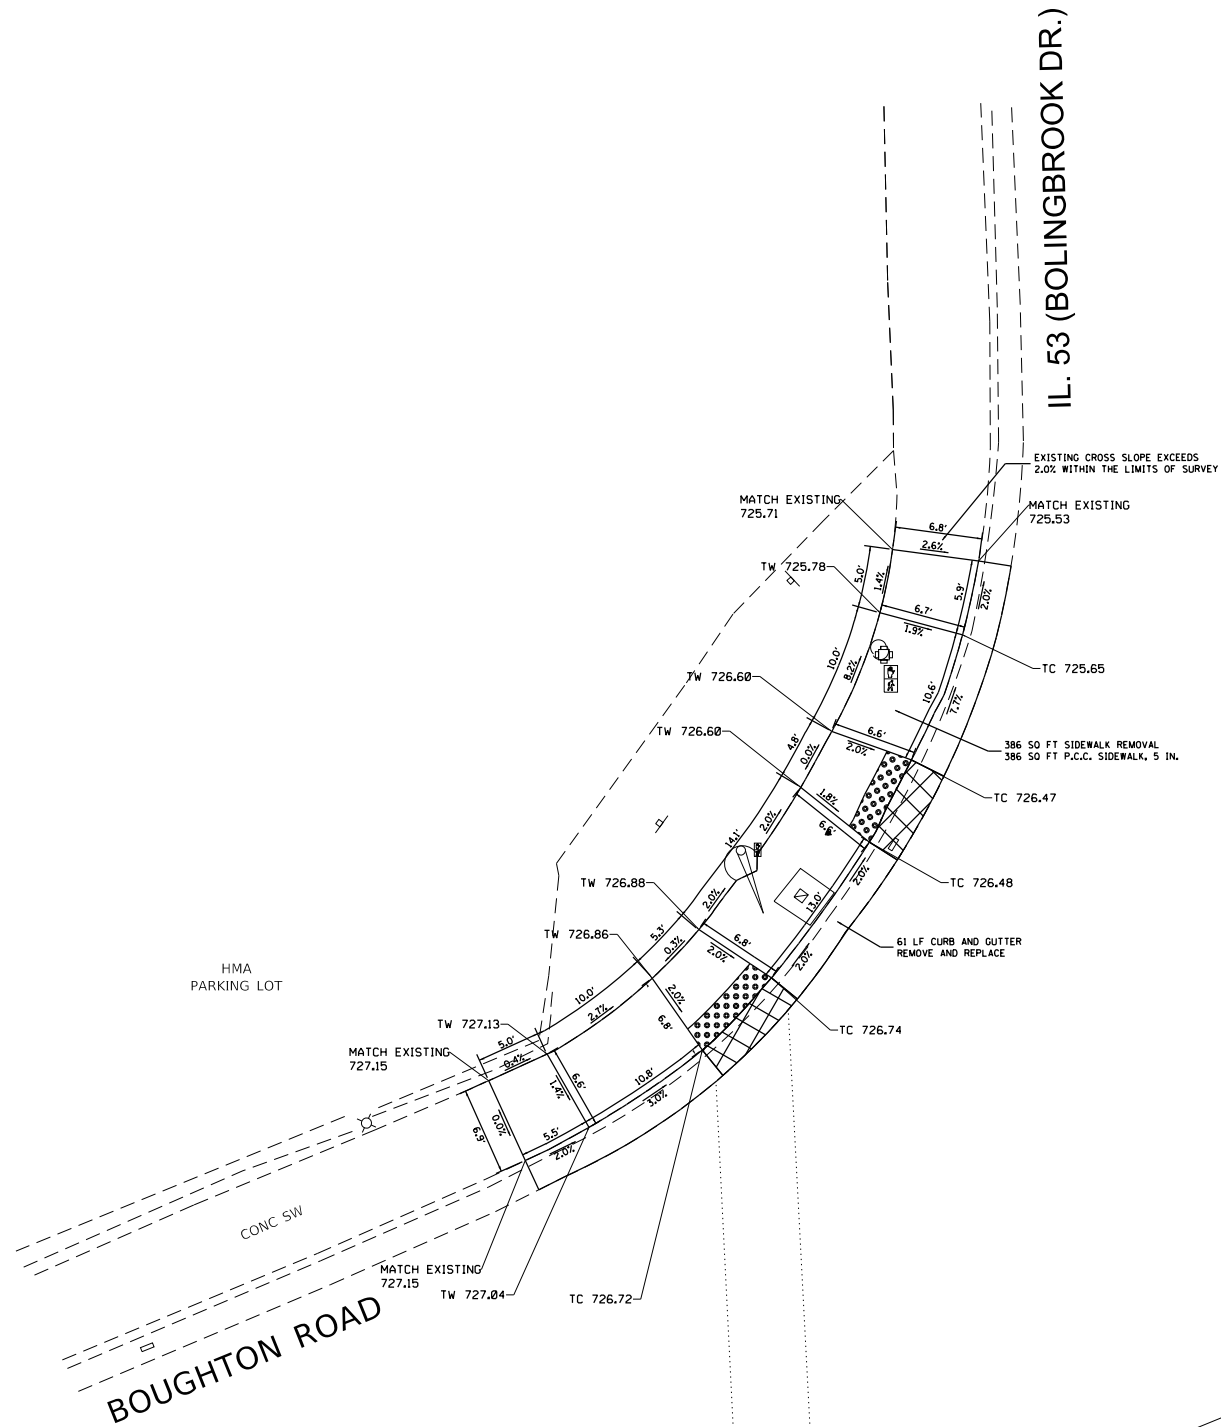 IL. 53 (BOLINGBROOK DR.)
EXISTING CROSS SLOPE EXCEEDS
2.0% WITHIN THE LIMITS OF SURVEY
MATCH EXISTING
725.71
MATCH EXISTING
725.53
6.8'
2.6%
TW 725.78
5.0'
1.4%
5.9'
2.0%
6.7'
1.9%
TC 725.65
10.0'
8.2%
10.6'
7.7%
TW 726.60
6.6'
2.0%
TW 726.60
4.8'
0.0%
386 SQ FT SIDEWALK REMOVAL
386 SQ FT P.C.C. SIDEWALK, 5 IN.
1.8%
6.6'
TC 726.47
14.1'
2.0%
2.0%
TW 726.88
2.0%
TC 726.48
13.0'
2.0%
TW 726.86
5.3'
0.3%
6.8'
2.0%
61 LF CURB AND GUTTER
REMOVE AND REPLACE
HMA
PARKING LOT
10.0'
2.7%
2.0%
6.8'
TW 727.13
TC 726.74
MATCH EXISTING
727.15
5.0'
0.4%
6.6'
1.4%
10.8'
3.0%
6.9'
0.0%
5.5'
2.0%
CONC SW
MATCH EXISTING
727.15
TW 727.04
TC 726.72
BOUGHTON ROAD